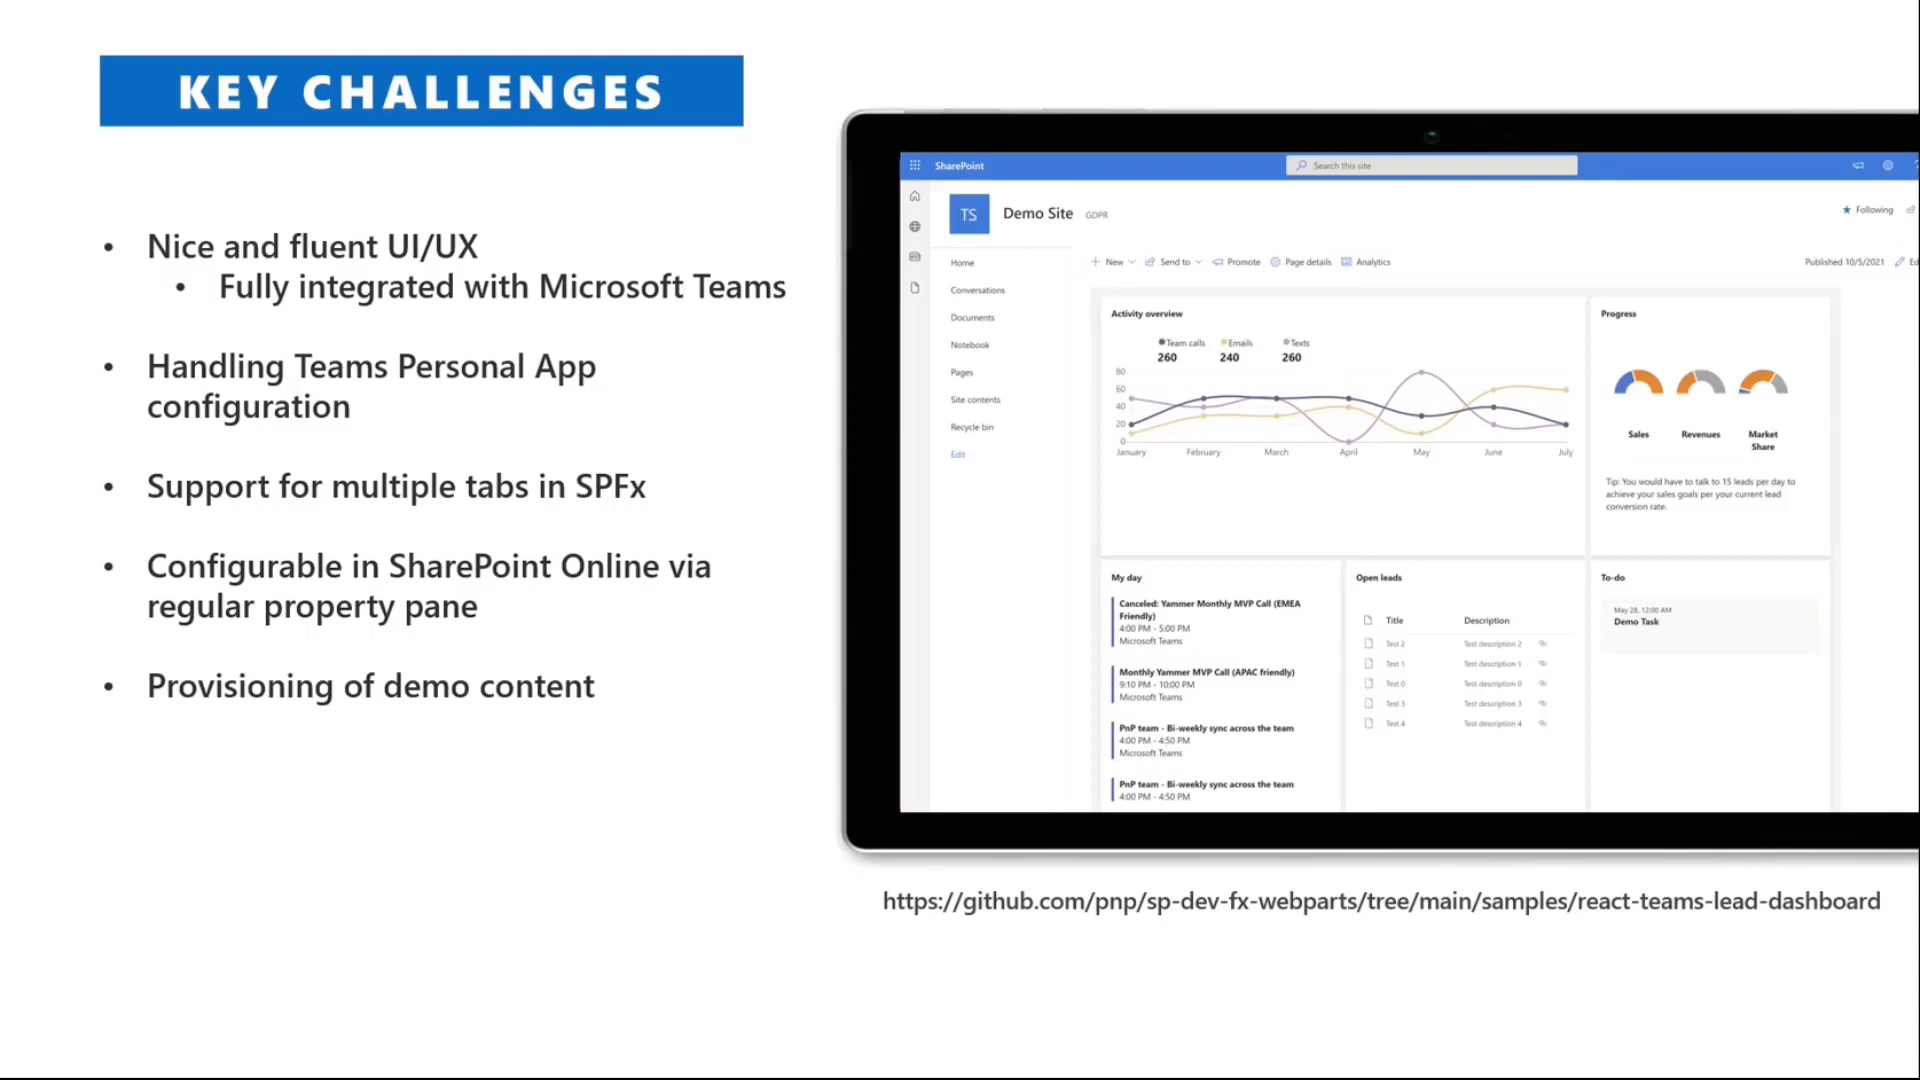 KEY CHALLENGES
• Nice and fluent UI/UX
• Fully integrated with Microsoft Teams
• Handling Teams Personal App
configuration
• Support for multiple tabs in SPFx
• Configurable in SharePoint Online via
regular property pane
• Provisioning of demo content
SharePoint
Search this site
TS
Demo Site GDPR
Following
Home
Conversations
Documents
Notebook
Pages
Site contents
Recycle bin
Edit
New Send to Promote Page details Analytics
Published 10/5/2021
Activity overview
Team calls Emails Texts
260 240 260
80
60
40
20
0
January February March April May June July
Progress
Sales Revenues Market
Share
Tip: You would have to talk to 15 leads per day to
achieve your sales goals per your current lead
conversion rate.
My day
Canceled: Yammer Monthly MVP Call (EMEA
Friendly)
4:00 PM - 5:00 PM
Microsoft Teams
Monthly Yammer MVP Call (APAC friendly)
9:10 PM - 10:00 PM
Microsoft Teams
PnP team - Bi-weekly sync across the team
4:00 PM - 4:50 PM
Microsoft Teams
PnP team - Bi-weekly sync across the team
4:00 PM - 4:50 PM
Open leads
Title Description
Test 2 Test description 2
Test 1 Test description 1
Test 0 Test description 0
Test 3 Test description 3
Test 4 Test description 4
To-do
May 28, 12:00 AM
Demo Task
https://github.com/pnp/sp-dev-fx-webparts/tree/main/samples/react-teams-lead-dashboard